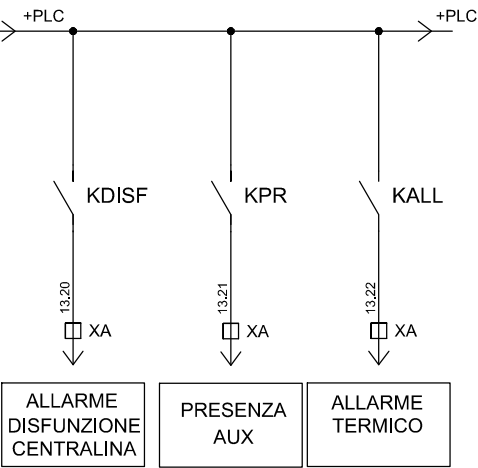 +PLC
+PLC
KDISF
KPR
KALL
13.20
13.21
13.22
XA
XA
XA
ALLARME
DISFUNZIONE
CENTRALINA
PRESENZA
AUX
ALLARME
TERMICO